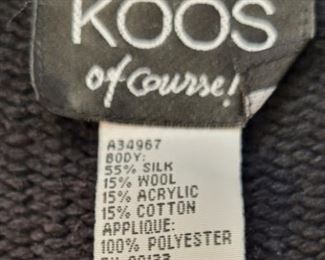 KOOS
of course!
A34967
BODY:
55% SILK
15% WOOL
15% ACRYLIC
15% COTTON
APPLIQUE:
100% POLYESTER